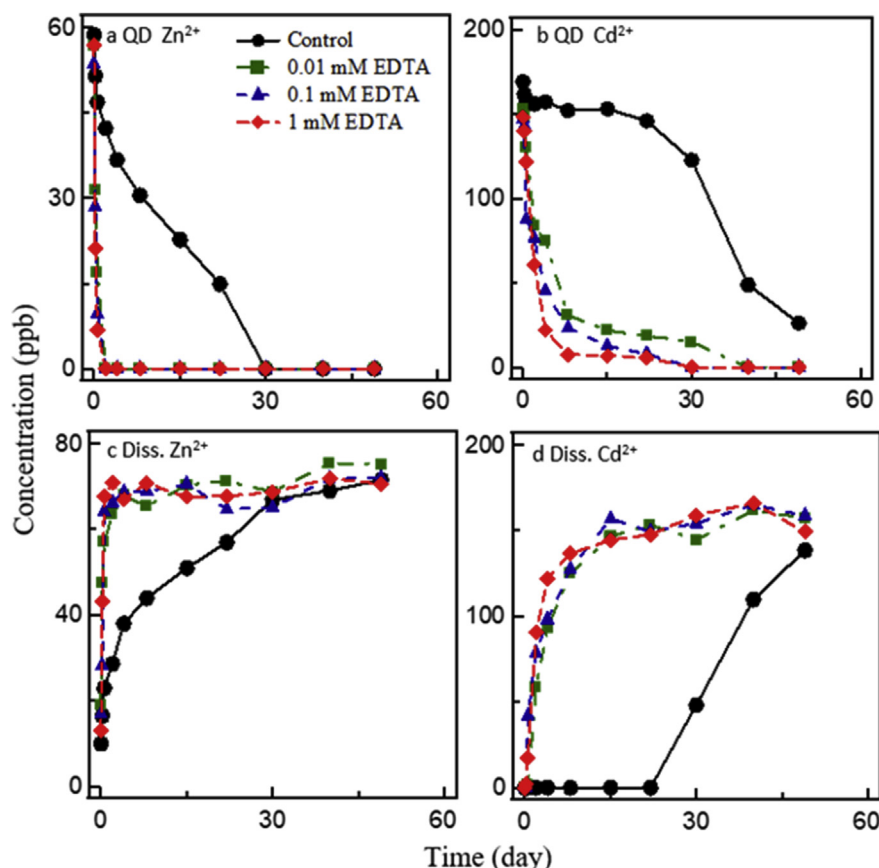 a QD Zn²⁺
Control
0.01 mM EDTA
0.1 mM EDTA
1 mM EDTA
60
30
0
0 30 60
b QD Cd²⁺
200
100
0
0 30 60
Concentration (ppb)
c Diss. Zn²⁺
80
40
0
0 30 60
d Diss. Cd²⁺
200
100
0
0 30 60
Time (day)